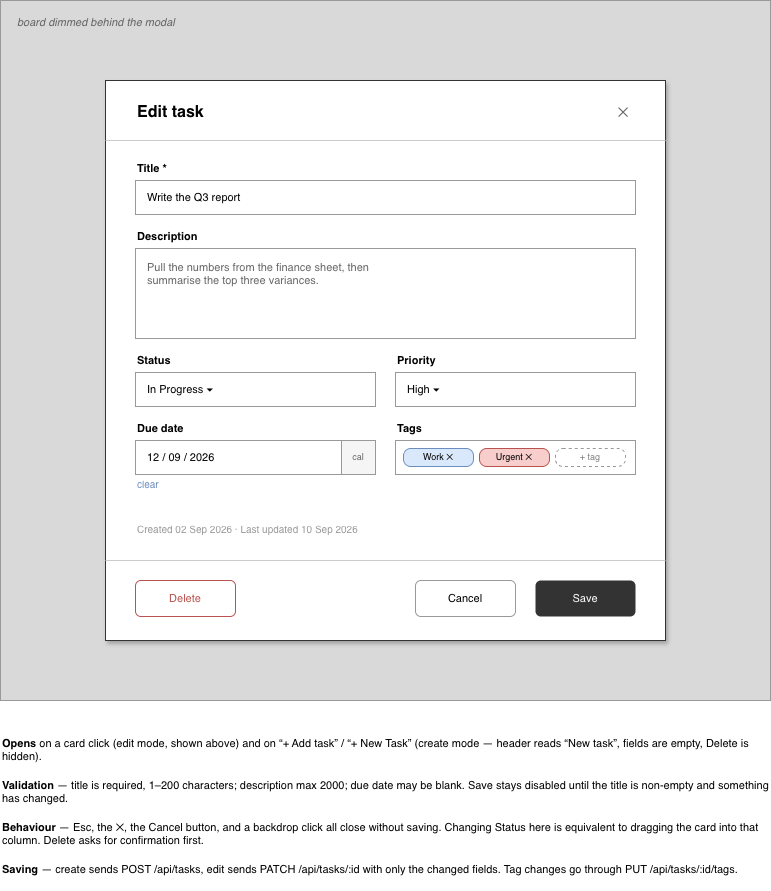 board dimmed behind the modal
Edit task
×
Title *
Write the Q3 report
Description
Pull the numbers from the finance sheet, then
summarise the top three variances.
Status
Priority
In Progress ▾
High ▾
Due date
Tags
12 / 09 / 2026
cal
Work ✕
Urgent ✕
+ tag
clear
Created 02 Sep 2026 · Last updated 10 Sep 2026
Delete
Cancel
Save
Opens on a card click (edit mode, shown above) and on “+ Add task” / “+ New Task” (create mode — header reads “New task”, fields are empty, Delete is
hidden).
Validation — title is required, 1–200 characters; description max 2000; due date may be blank. Save stays disabled until the title is non-empty and something
has changed.
Behaviour — Esc, the ✕, the Cancel button, and a backdrop click all close without saving. Changing Status here is equivalent to dragging the card into that
column. Delete asks for confirmation first.
Saving — create sends POST /api/tasks, edit sends PATCH /api/tasks/:id with only the changed fields. Tag changes go through PUT /api/tasks/:id/tags.